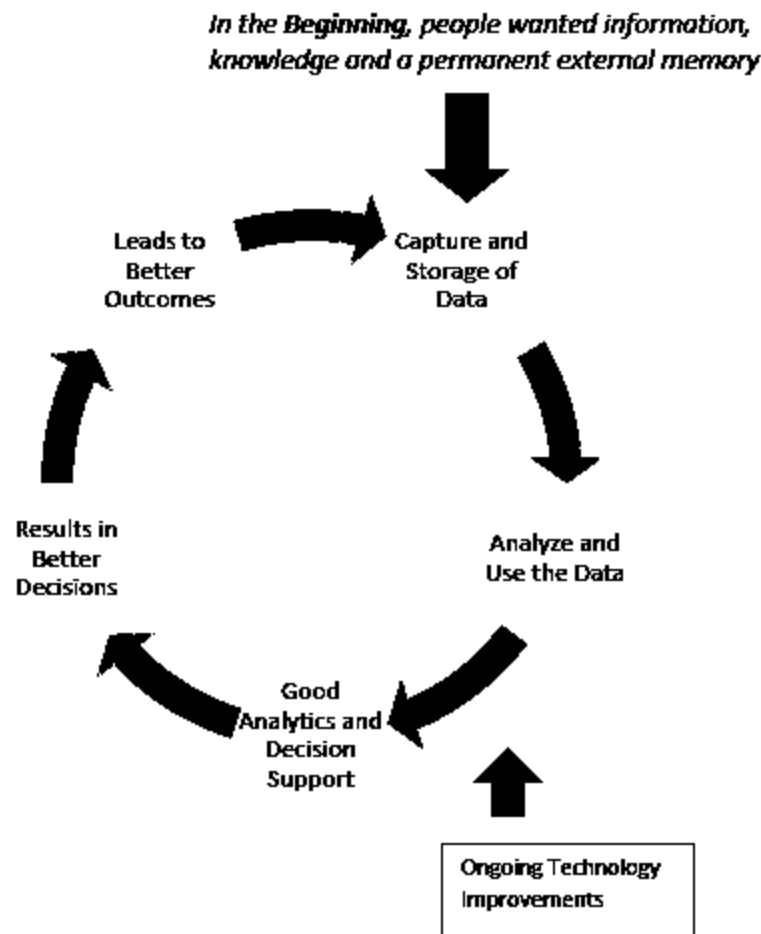 In the Beginning, people wanted information,
knowledge and a permanent external memory
Capture and
Storage of
Data
Analyze and
Use the Data
Good
Analytics and
Decision
Support
Results in
Better
Decisions
Leads to
Better
Outcomes
Ongoing Technology
Improvements